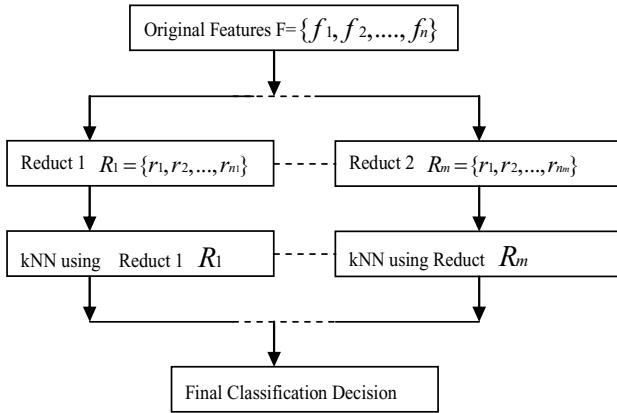 Original Features F={f1, f2,...., fn}
Reduct 1 R1={r1, r2,..., rn1}
Reduct 2 Rm={r1, r2,..., rnm}
kNN using Reduct 1 R1
kNN using Reduct Rm
Final Classification Decision